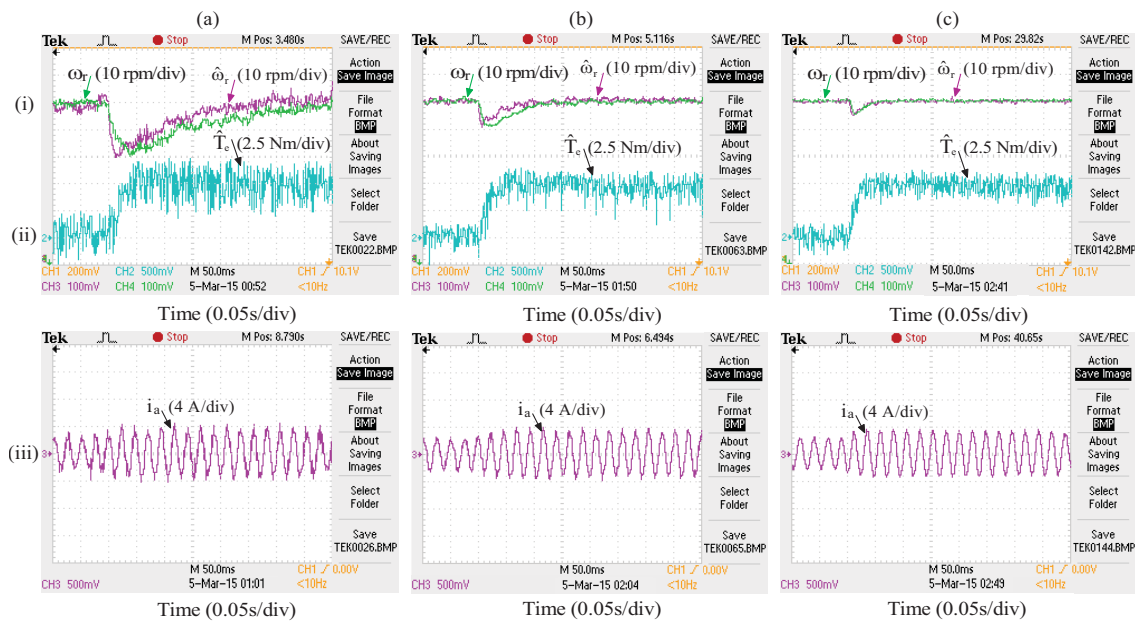 (a)
(b)
(c)
Tek Stop M Pos: 3.480s SAVE/REC
ωr (10 rpm/div) ω̂r (10 rpm/div)
T̂e (2.5 Nm/div)
Action
Save Image
File
Format
BMP
About
Saving
Images
Select
Folder
Save
TEK0022.BMP
(i)
(ii)
2
CH1 200mV CH2 500mV M 50.0ms CH1 10.1V
CH3 100mV CH4 100mV 5-Mar-15 00:52 <10Hz
Time (0.05s/div)
Tek Stop M Pos: 5.116s SAVE/REC
ωr (10 rpm/div) ω̂r (10 rpm/div)
T̂e (2.5 Nm/div)
Action
Save Image
File
Format
BMP
About
Saving
Images
Select
Folder
Save
TEK0063.BMP
2
CH1 200mV CH2 500mV M 50.0ms CH1 10.1V
CH3 100mV CH4 100mV 5-Mar-15 01:50 <10Hz
Time (0.05s/div)
Tek Stop M Pos: 29.82s SAVE/REC
ωr (10 rpm/div) ω̂r (10 rpm/div)
T̂e (2.5 Nm/div)
Action
Save Image
File
Format
BMP
About
Saving
Images
Select
Folder
Save
TEK0142.BMP
2
CH1 200mV CH2 500mV M 50.0ms CH1 10.1V
CH3 100mV CH4 100mV 5-Mar-15 02:41 <10Hz
Time (0.05s/div)
Tek Stop M Pos: 8.790s SAVE/REC
ia (4 A/div)
Action
Save Image
File
Format
BMP
About
Saving
Images
Select
Folder
Save
TEK0026.BMP
(iii)
3
M 50.0ms CH1 0.00V
CH3 500mV 5-Mar-15 01:01 <10Hz
Time (0.05s/div)
Tek Stop M Pos: 6.494s SAVE/REC
ia (4 A/div)
Action
Save Image
File
Format
BMP
About
Saving
Images
Select
Folder
Save
TEK0065.BMP
3
M 50.0ms CH1 0.00V
CH3 500mV 5-Mar-15 02:04 <10Hz
Time (0.05s/div)
Tek Stop M Pos: 40.65s SAVE/REC
ia (4 A/div)
Action
Save Image
File
Format
BMP
About
Saving
Images
Select
Folder
Save
TEK0144.BMP
3
M 50.0ms CH1 0.00V
CH3 500mV 5-Mar-15 02:49 <10Hz
Time (0.05s/div)